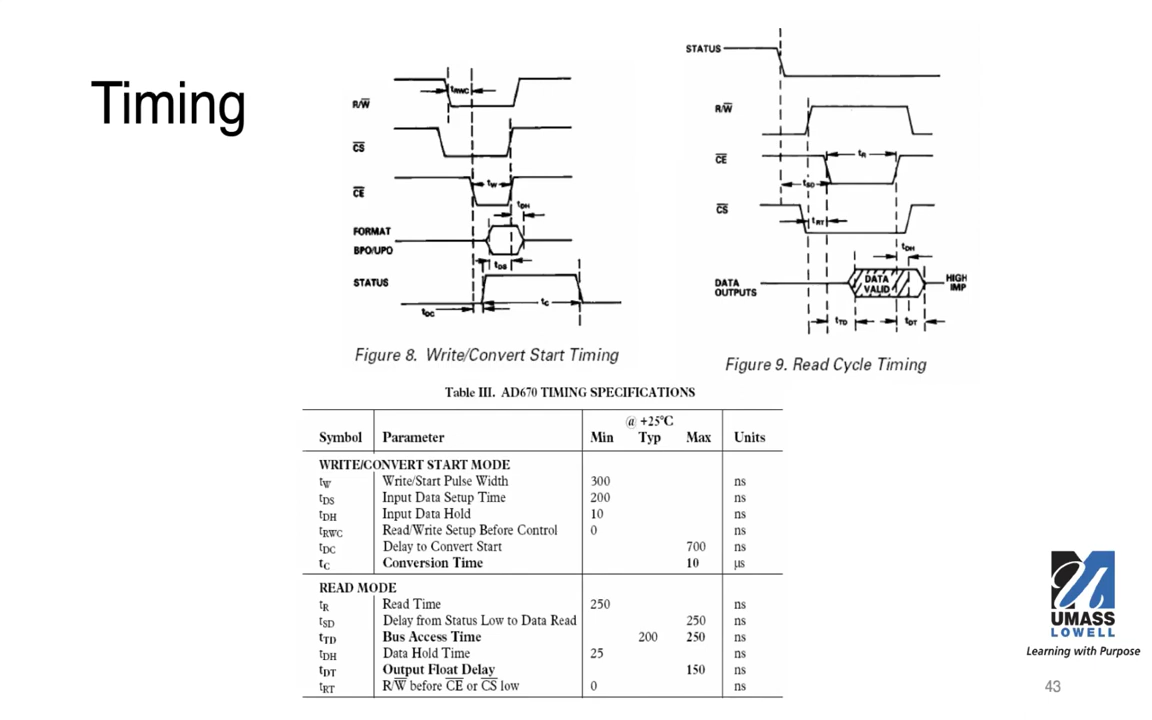 Timing
R/W̅
tRWC
C̅S̅
C̅E̅
tW
tDH
FORMAT
BPO/UPO
tDS
STATUS
tC
tDC
Figure 8. Write/Convert Start Timing
STATUS
R/W̅
C̅E̅
tR
tSD
C̅S̅
tRT
tDH
DATA
OUTPUTS
DATA
VALID
HIGH
IMP
tTD
tDT
Figure 9. Read Cycle Timing
Table III. AD670 TIMING SPECIFICATIONS
@ +25°C
Symbol Parameter Min Typ Max Units
WRITE/CONVERT START MODE
tW Write/Start Pulse Width 300 ns
tDS Input Data Setup Time 200 ns
tDH Input Data Hold 10 ns
tRWC Read/Write Setup Before Control 0 ns
tDC Delay to Convert Start 700 ns
tC Conversion Time 10 μs
READ MODE
tR Read Time 250 ns
tSD Delay from Status Low to Data Read 250 ns
tTD Bus Access Time 200 250 ns
tDH Data Hold Time 25 ns
tDT Output Float Delay 150 ns
tRT R/W̅ before C̅E̅ or C̅S̅ low 0 ns
UMASS
LOWELL
Learning with Purpose
43